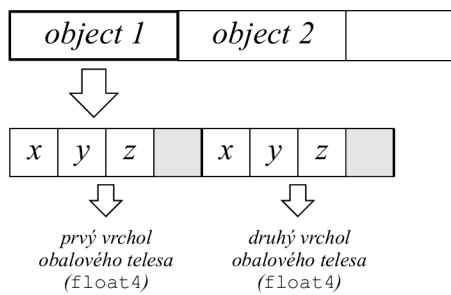 object 1 object 2
x y z x y z
prvý vrchol
obalového telesa
(float4)
druhý vrchol
obalového telesa
(float4)